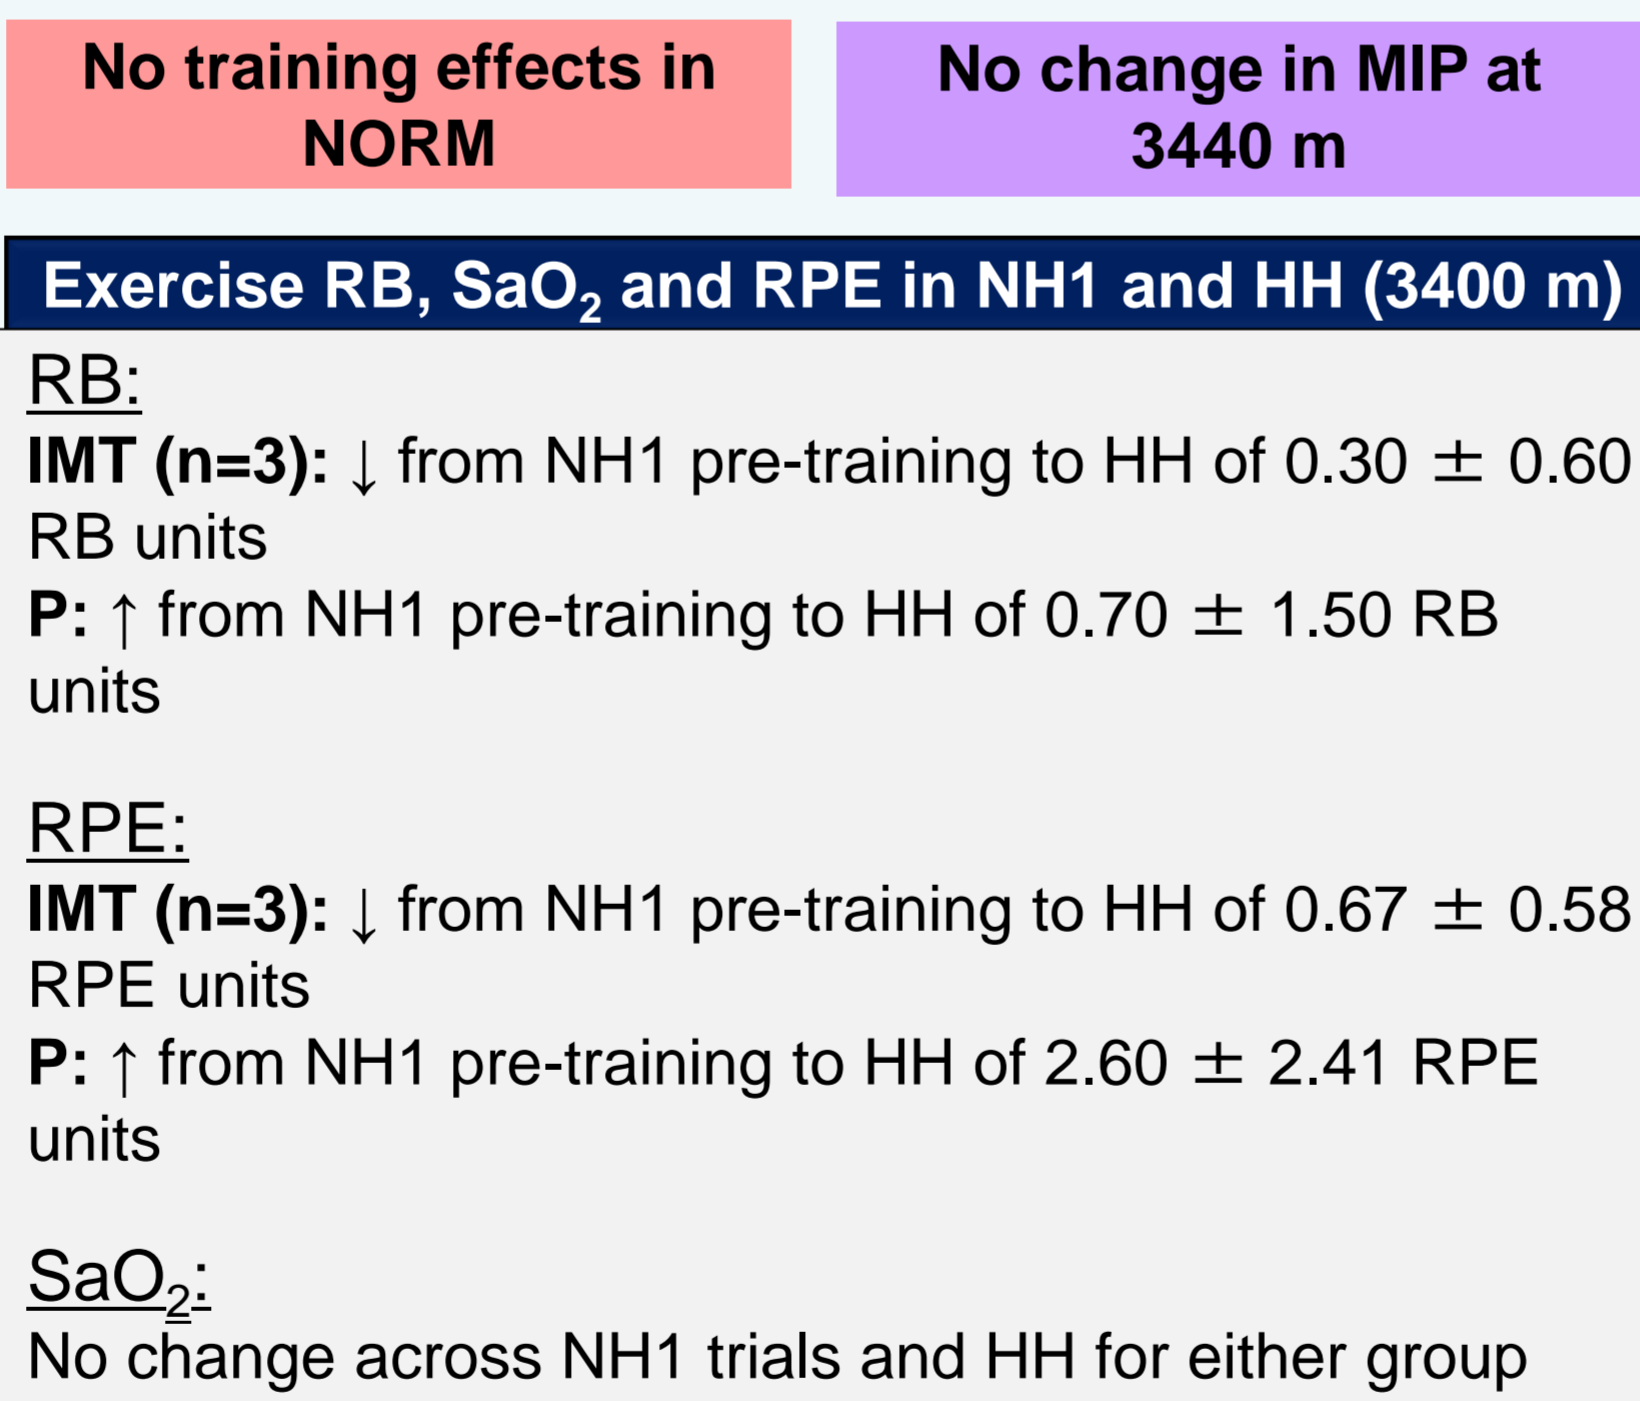 No training effects in
NORM
No change in MIP at
3440 m
Exercise RB, SaO₂ and RPE in NH1 and HH (3400 m)
RB:
IMT (n=3): ↓ from NH1 pre-training to HH of 0.30 ± 0.60
RB units
P: ↑ from NH1 pre-training to HH of 0.70 ± 1.50 RB
units
RPE:
IMT (n=3): ↓ from NH1 pre-training to HH of 0.67 ± 0.58
RPE units
P: ↑ from NH1 pre-training to HH of 2.60 ± 2.41 RPE
units
SaO₂:
No change across NH1 trials and HH for either group